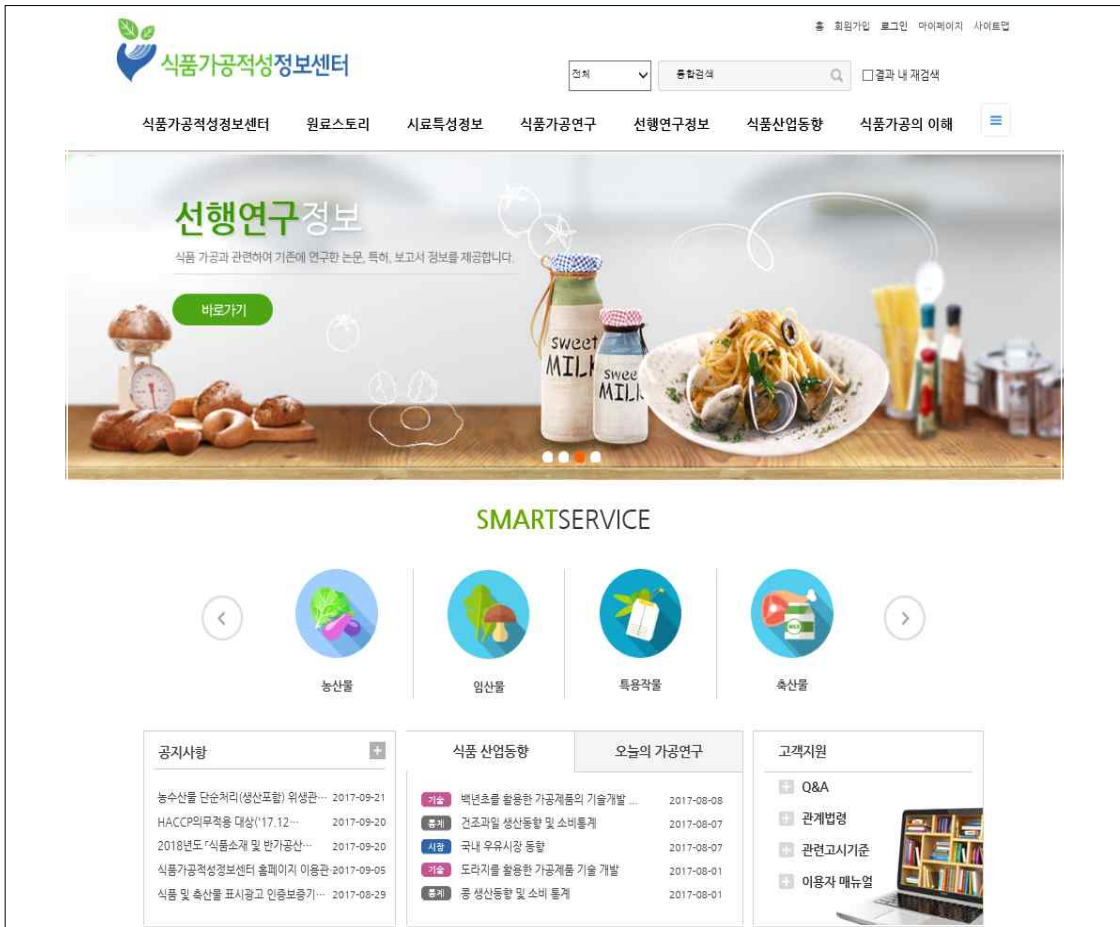 홈 회원가입 로그인 마이페이지 사이트맵
식품가공적성정보센터
전체 통합검색 결과 내 재검색
식품가공적성정보센터 원료스토리 시료특성정보 식품가공연구 선행연구정보 식품산업동향 식품가공의 이해
선행연구정보
식품 가공과 관련하여 기존에 연구한 논문, 특허, 보고서 정보를 제공합니다.
바로가기
sweet
MILK
swee
MILK
SMARTSERVICE
농산물 임산물 특용작물 축산물
공지사항
농수산물 단순처리(생산포함) 위생관… 2017-09-21
HACCP의무적용 대상('17.12… 2017-09-20
2018년도 「식품소재 및 반가공산… 2017-09-20
식품가공적성정보센터 홈페이지 이용관 2017-09-05
식품 및 축산물 표시광고 인증보증기… 2017-08-29
식품 산업동향 오늘의 가공연구
기술 백년초를 활용한 가공제품의 기술개발 ... 2017-08-08
통계 건조과일 생산동향 및 소비통계 2017-08-07
시장 국내 우유시장 동향 2017-08-07
기술 도라지를 활용한 가공제품 기술 개발 2017-08-01
통계 콩 생산동향 및 소비 통계 2017-08-01
고객지원
Q&A
관계법령
관련고시기준
이용자 매뉴얼